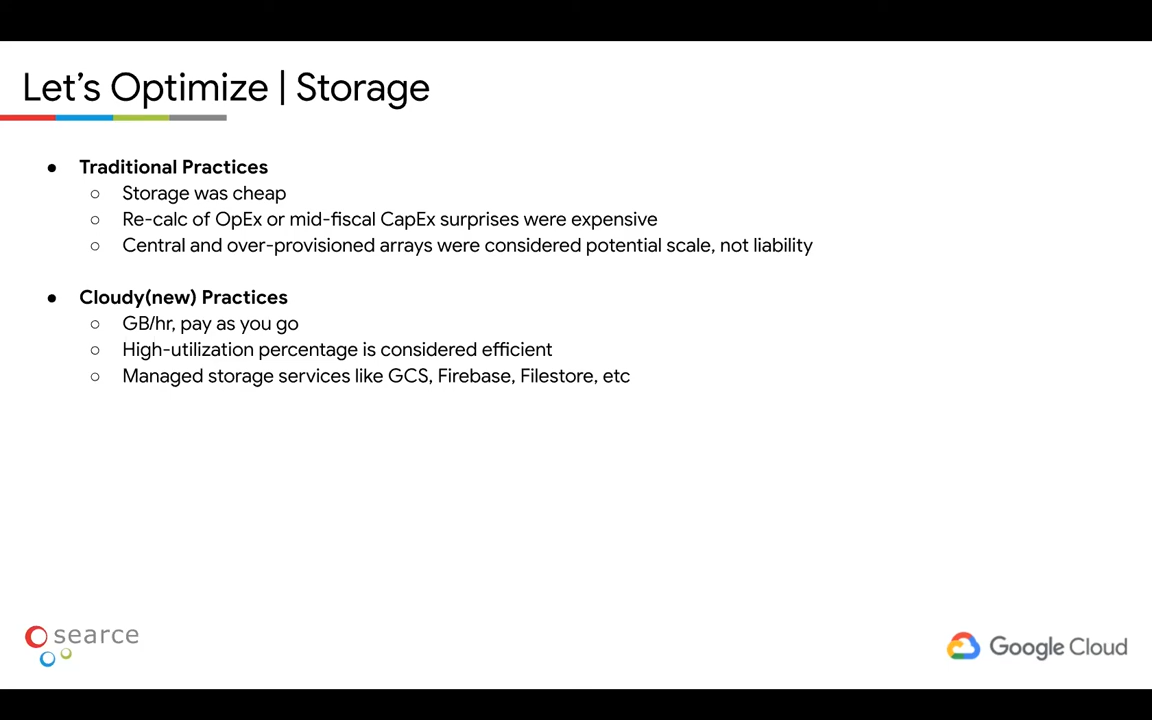 Let's Optimize | Storage
● Traditional Practices
○ Storage was cheap
○ Re-calc of OpEx or mid-fiscal CapEx surprises were expensive
○ Central and over-provisioned arrays were considered potential scale, not liability
● Cloudy(new) Practices
○ GB/hr, pay as you go
○ High-utilization percentage is considered efficient
○ Managed storage services like GCS, Firebase, Filestore, etc
searce
Google Cloud